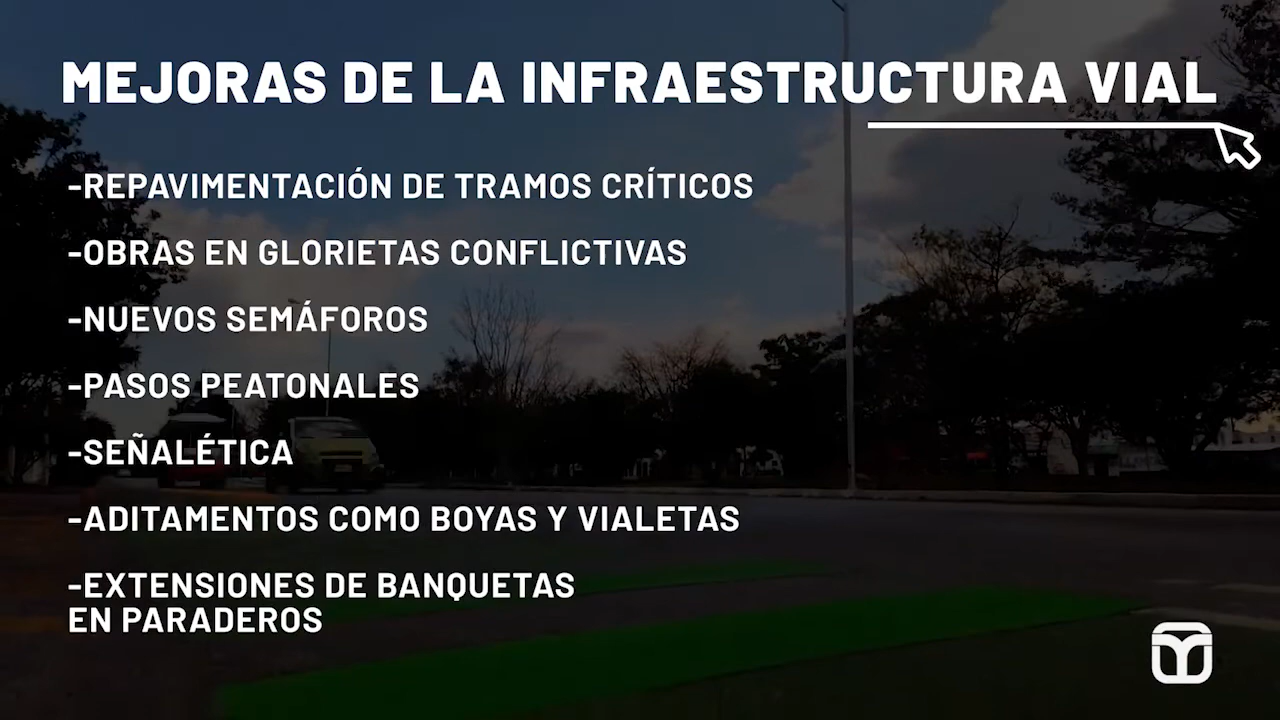 MEJORAS DE LA INFRAESTRUCTURA VIAL
-REPAVIMENTACIÓN DE TRAMOS CRÍTICOS
-OBRAS EN GLORIETAS CONFLICTIVAS
-NUEVOS SEMÁFOROS
-PASOS PEATONALES
-SEÑALÉTICA
-ADITAMENTOS COMO BOYAS Y VIALETAS
-EXTENSIONES DE BANQUETAS
EN PARADEROS